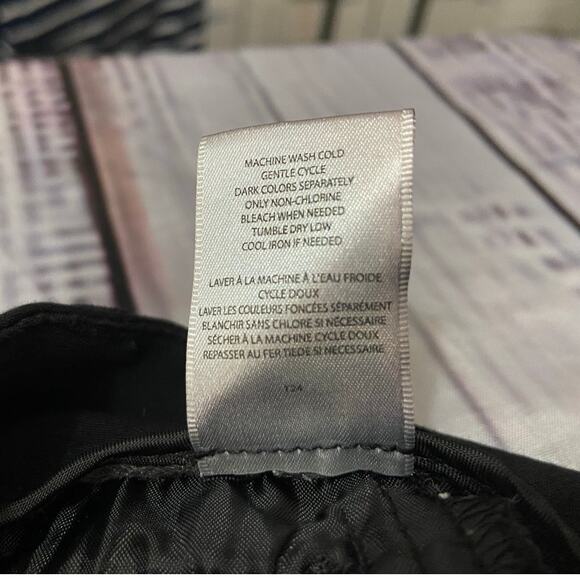 MACHINE WASH COLD
GENTLE CYCLE
DARK COLORS SEPARATELY
ONLY NON-CHLORINE
BLEACH WHEN NEEDED
TUMBLE DRY LOW
COOL IRON IF NEEDED
LAVER À LA MACHINE À L'EAU FROIDE
CYCLE DOUX
LAVER LES COULEURS FONCÉES SÉPARÉMENT
BLANCHIR SANS CHLORE SI NÉCESSAIRE
SÉCHER À LA MACHINE CYCLE DOUX
REPASSER AU FER TIEDE SI NÉCESSAIRE
124